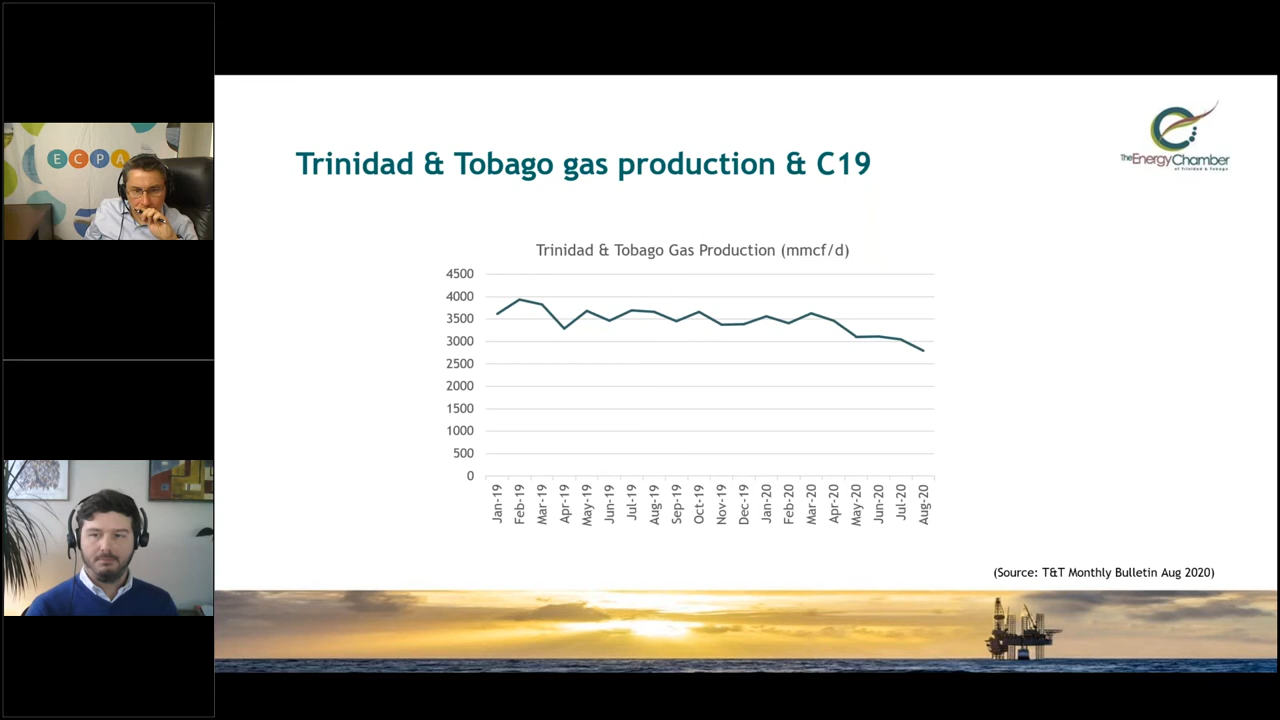 ECPA
Trinidad & Tobago gas production & C19
TheEnergyChamber
of Trinidad & Tobago
Trinidad & Tobago Gas Production (mmcf/d)
4500
4000
3500
3000
2500
2000
1500
1000
500
0
Jan-19
Feb-19
Mar-19
Apr-19
May-19
Jun-19
Jul-19
Aug-19
Sep-19
Oct-19
Nov-19
Dec-19
Jan-20
Feb-20
Mar-20
Apr-20
May-20
Jun-20
Jul-20
Aug-20
(Source: T&T Monthly Bulletin Aug 2020)